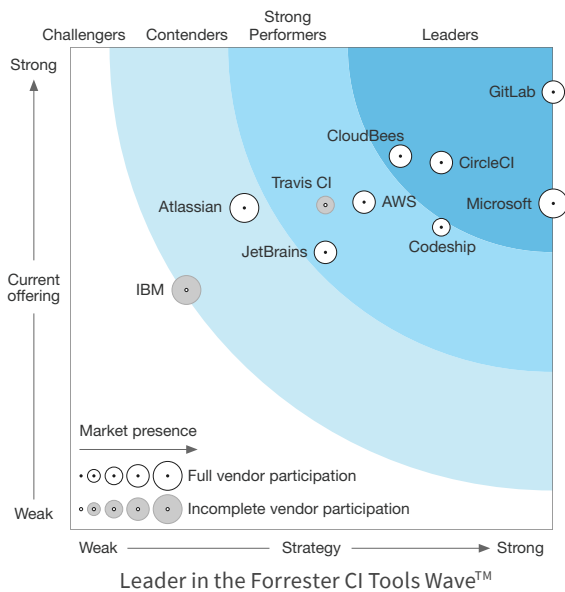 Challengers
Contenders
Strong
Performers
Leaders
Strong
GitLab
CloudBees
CircleCI
Travis CI
Atlassian
AWS
Microsoft
JetBrains
Codeship
Current
offering
IBM
Market presence
Full vendor participation
Incomplete vendor participation
Weak
Weak
Strategy
Strong
Leader in the Forrester CI Tools Wave™